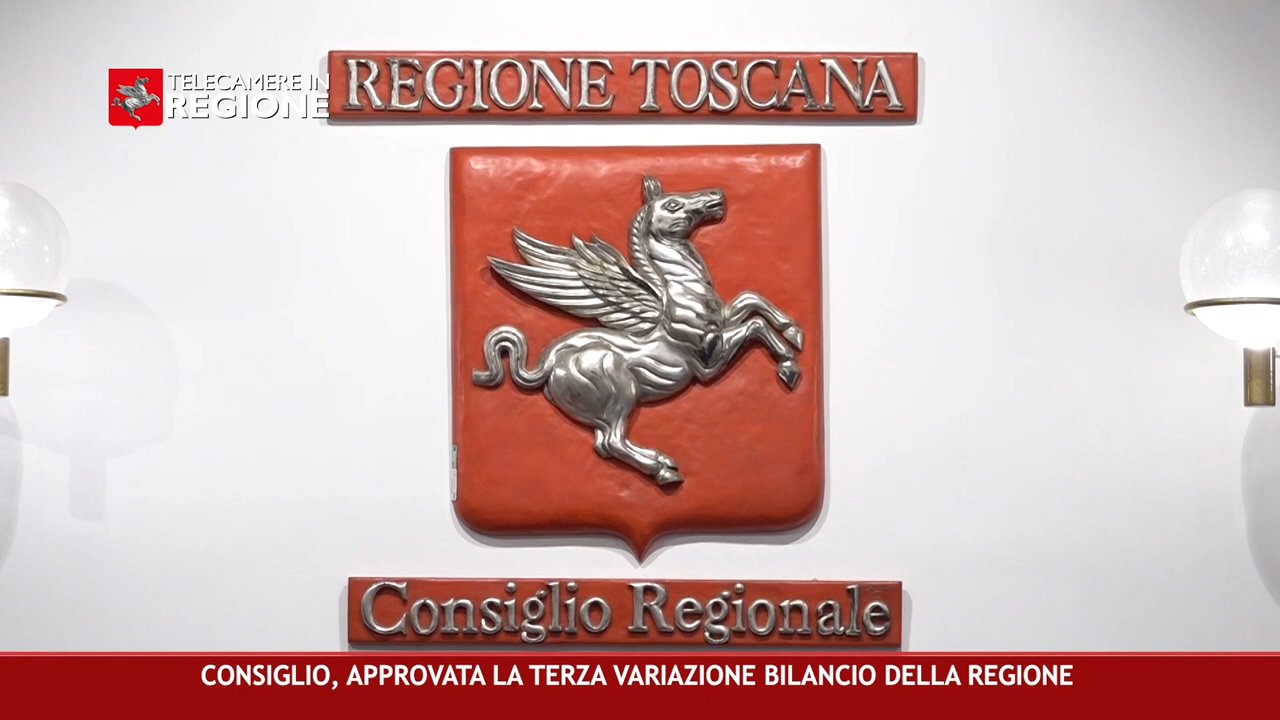 REGIONE TOSCANA
TELECAMERE IN
REGIONE
Consiglio Regionale
CONSIGLIO, APPROVATA LA TERZA VARIAZIONE BILANCIO DELLA REGIONE